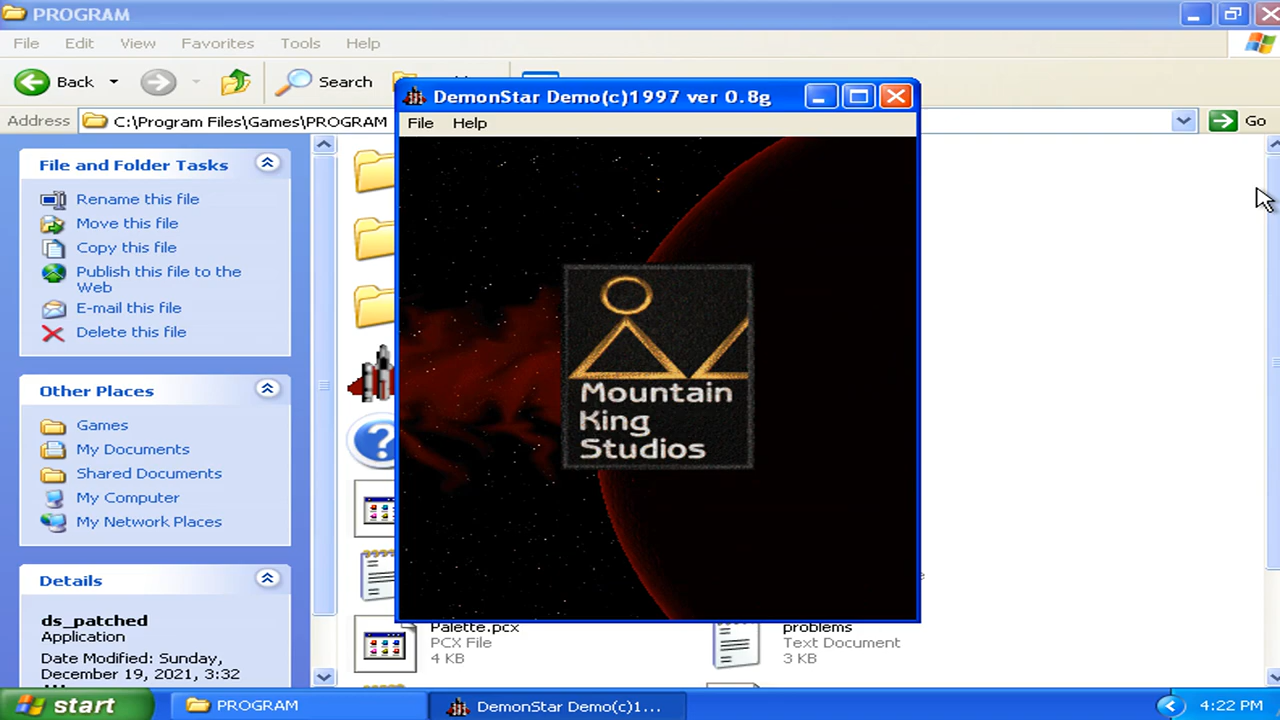 PROGRAM
File Edit View Favorites Tools Help
Back Search
Address C:\Program Files\Games\PROGRAM Go
File and Folder Tasks
Rename this file
Move this file
Copy this file
Publish this file to the
Web
E-mail this file
Delete this file
Other Places
Games
My Documents
Shared Documents
My Computer
My Network Places
Details
ds_patched
Application
Date Modified: Sunday,
December 19, 2021, 3:32
DemonStar Demo(c)1997 ver 0.8g
File Help
Mountain
King
Studios
Palette.pcx
PCX File
4 KB
problems
Text Document
3 KB
start PROGRAM DemonStar Demo(c)1... 4:22 PM